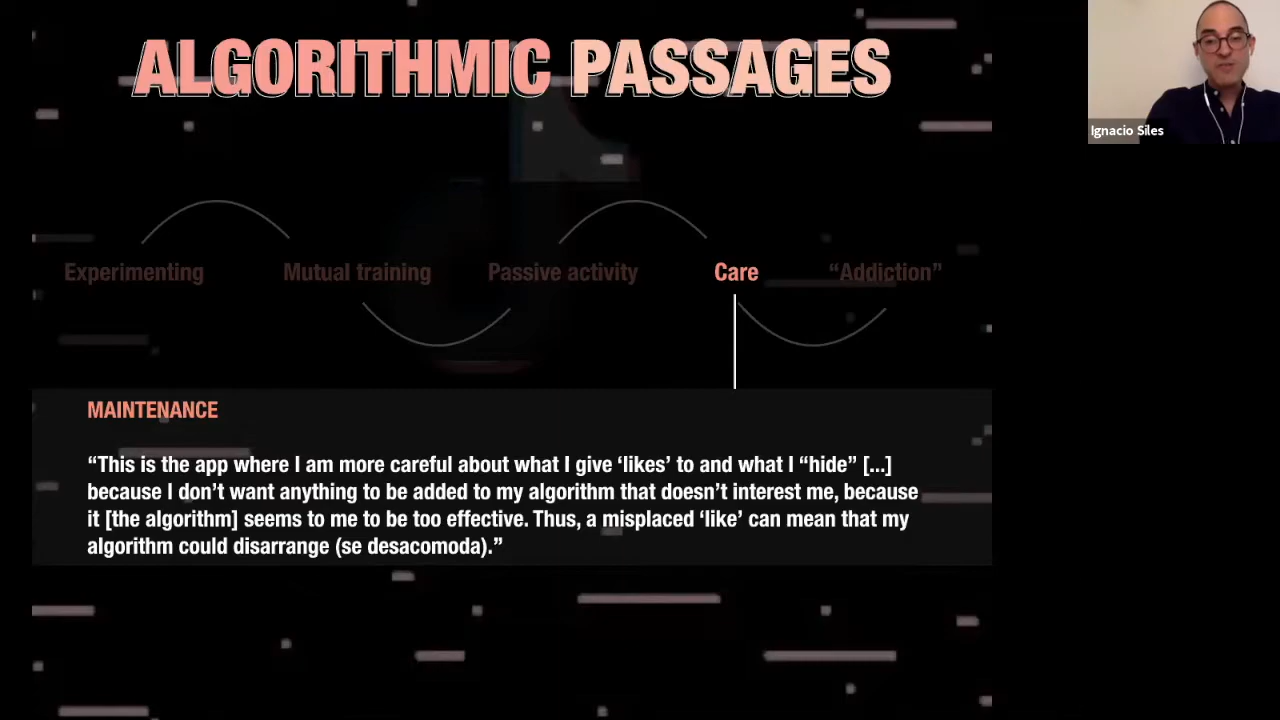 ALGORITHMIC PASSAGES
Ignacio Siles
Experimenting
Mutual training
Passive activity
Care
“Addiction”
MAINTENANCE
“This is the app where I am more careful about what I give ‘likes’ to and what I “hide” [...]
because I don’t want anything to be added to my algorithm that doesn’t interest me, because
it [the algorithm] seems to me to be too effective. Thus, a misplaced ‘like’ can mean that my
algorithm could disarrange (se desacomoda).”